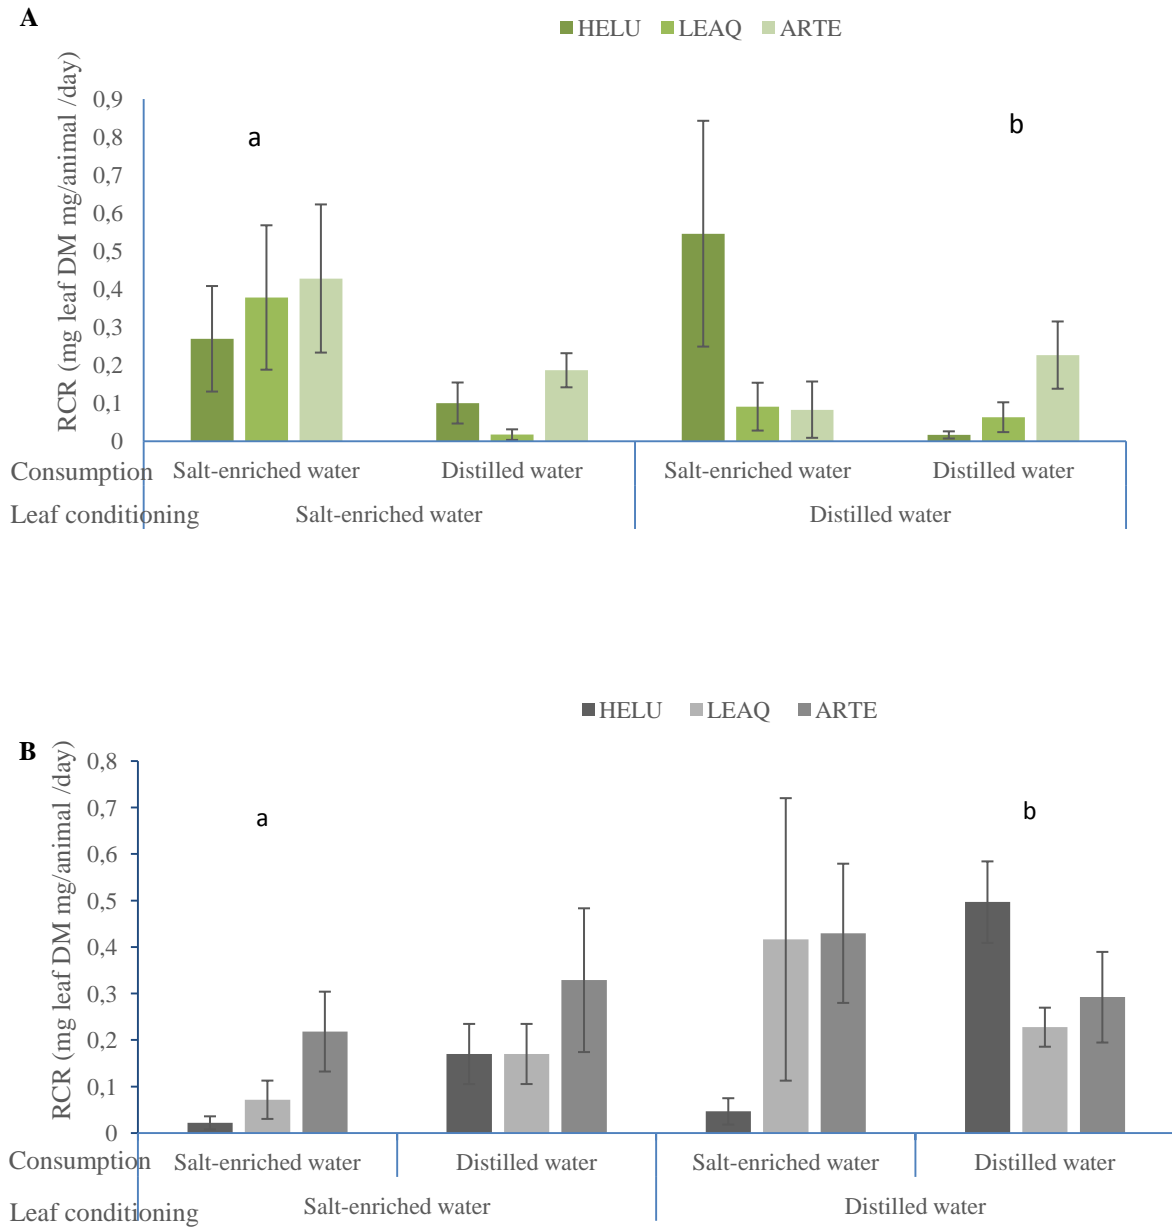 A
HELU LEAQ ARTE
RCR (mg leaf DM mg/animal /day)
0,9
0,8
0,7
0,6
0,5
0,4
0,3
0,2
0,1
0
a
b
Consumption Salt-enriched water Distilled water Salt-enriched water Distilled water
Leaf conditioning Salt-enriched water Distilled water
HELU LEAQ ARTE
B
RCR (mg leaf DM mg/animal /day)
0,8
0,7
0,6
0,5
0,4
0,3
0,2
0,1
0
a
b
Consumption Salt-enriched water Distilled water Salt-enriched water Distilled water
Leaf conditioning Salt-enriched water Distilled water